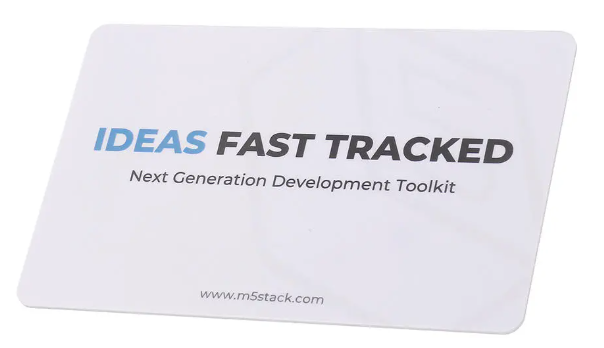 IDEAS FAST TRACKED
Next Generation Development Toolkit
www.m5stack.com